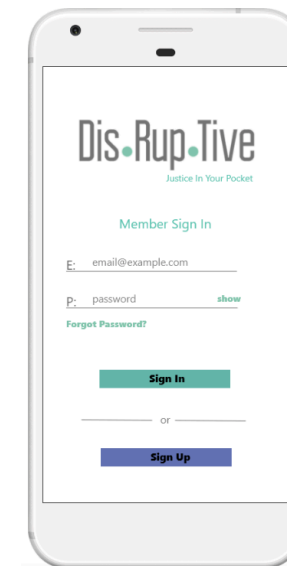 Dis•Rup•Tive
Justice In Your Pocket
Member Sign In
E: email@example.com
P: password show
Forgot Password?
Sign In
or
Sign Up